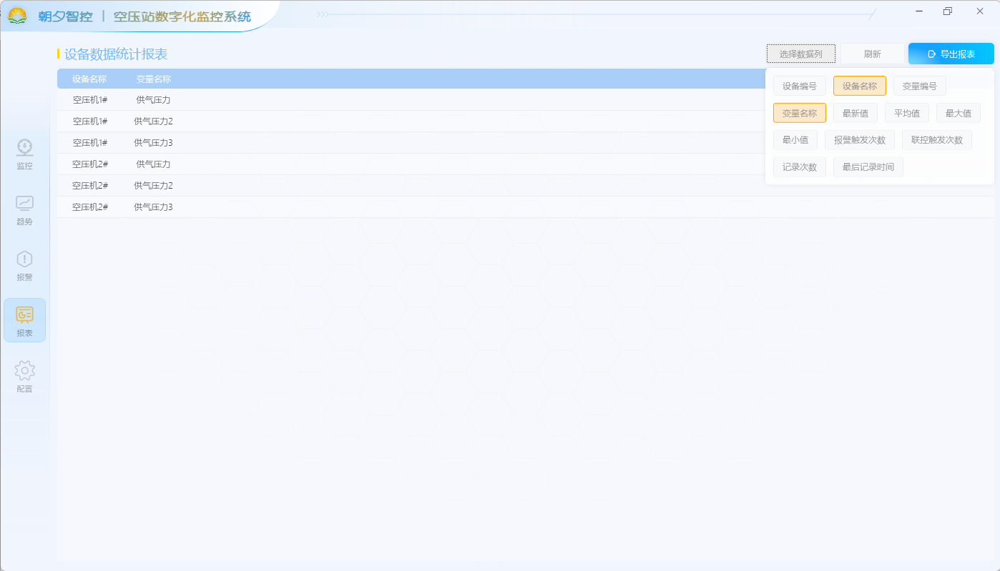 朝夕智控 | 空压站数字化监控系统
设备数据统计报表
选择数据列 刷新 导出报表
设备名称 变量名称
设备编号 设备名称 变量编号
变量名称 最新值 平均值 最大值
最小值 报警触发次数 联控触发次数
记录次数 最后记录时间
空压机1# 供气压力
空压机1# 供气压力2
空压机1# 供气压力3
空压机2# 供气压力
空压机2# 供气压力2
空压机2# 供气压力3
监控
趋势
报警
报表
配置